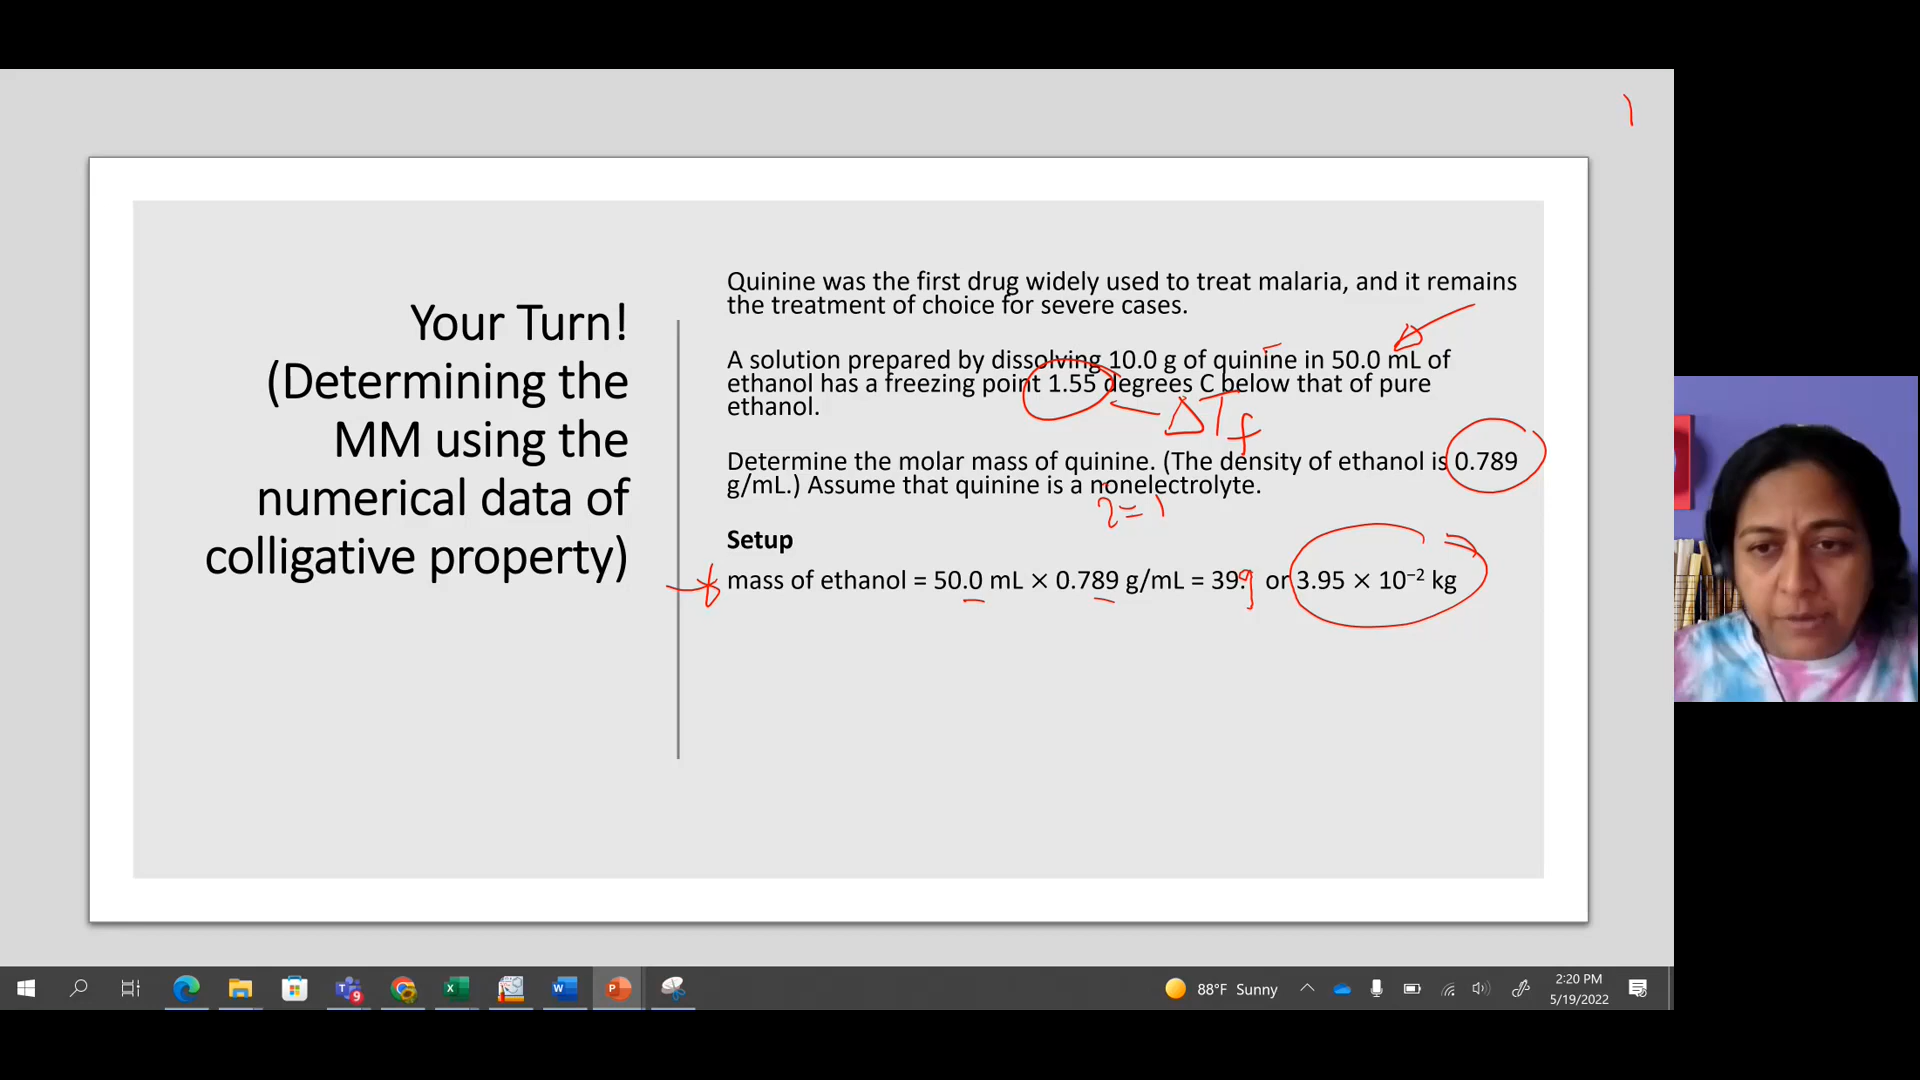 Your Turn!
(Determining the
MM using the
numerical data of
colligative property)
Quinine was the first drug widely used to treat malaria, and it remains
the treatment of choice for severe cases.
A solution prepared by dissolving 10.0 g of quinine in 50.0 mL of
ethanol has a freezing point 1.55 degrees C below that of pure
ethanol.
ΔTf
Determine the molar mass of quinine. (The density of ethanol is 0.789
g/mL.) Assume that quinine is a nonelectrolyte.
i = 1
Setup
mass of ethanol = 50.0 mL × 0.789 g/mL = 39.g or 3.95 × 10⁻² kg
9
88°F Sunny
2:20 PM
5/19/2022